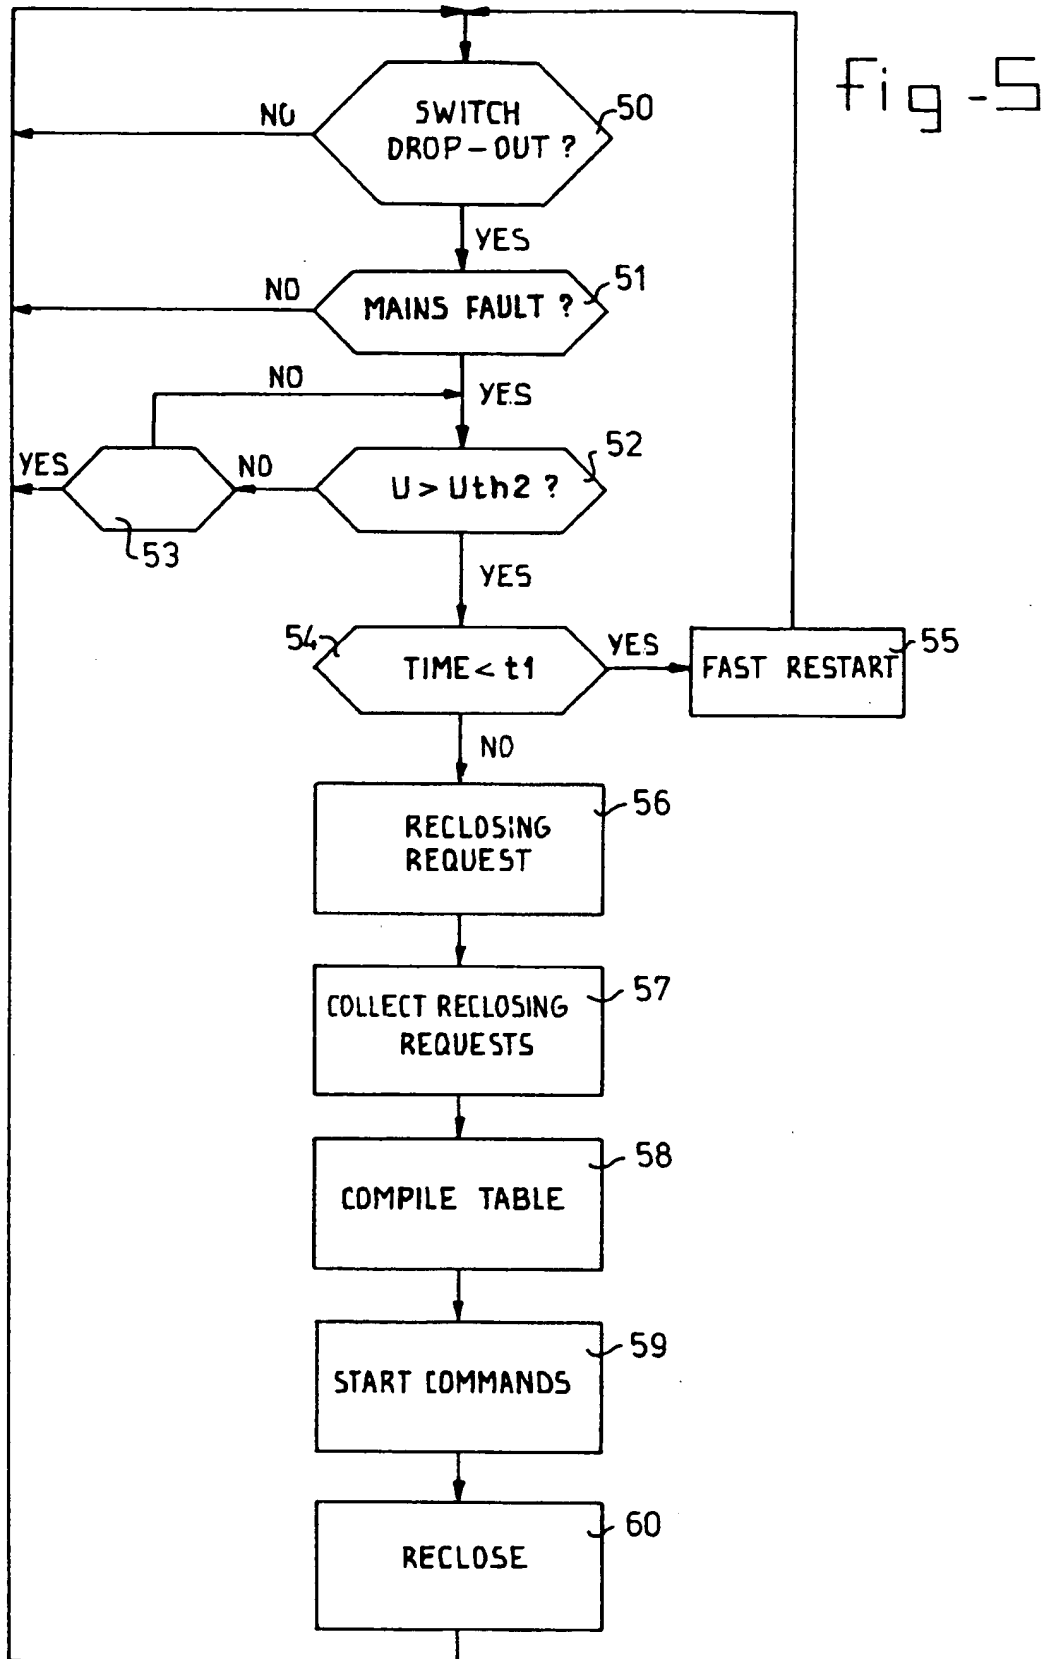 Fig-5
SWITCH
DROP-OUT ?
50
NO
YES
MAINS FAULT ?
51
NO
NO
YES
U > Uth2 ?
52
NO
YES
53
YES
54
TIME < t1
YES
FAST RESTART
55
NO
RECLOSING
REQUEST
56
COLLECT RECLOSING
REQUESTS
57
COMPILE TABLE
58
START COMMANDS
59
RECLOSE
60